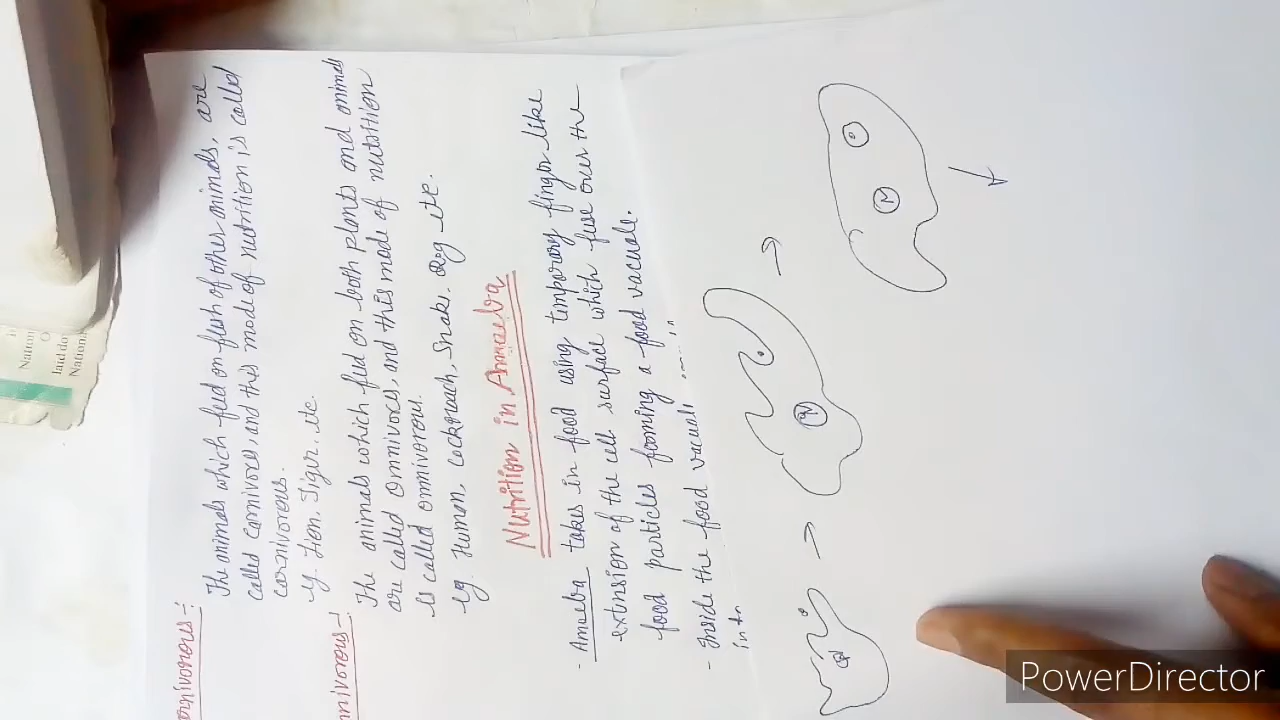 The animals which feed on flesh of other animals, are
called carnivores, and this mode of nutrition is called
carnivorous.
eg. Lion, Tiger. etc.
The animals which feed on both plants and animals
are called Omnivores, and this mode of nutrition
is called omnivorous.
eg Human, cockroach, Snake. Dog etc.
Nutrition in Amoeba
- Amoeba takes in food using temporary finger like
extension of the cell surface which fuse over the
food particles forming a food vacuole.
- Inside the food
N
N
N
Nation
lad do
Nation
PowerDirector